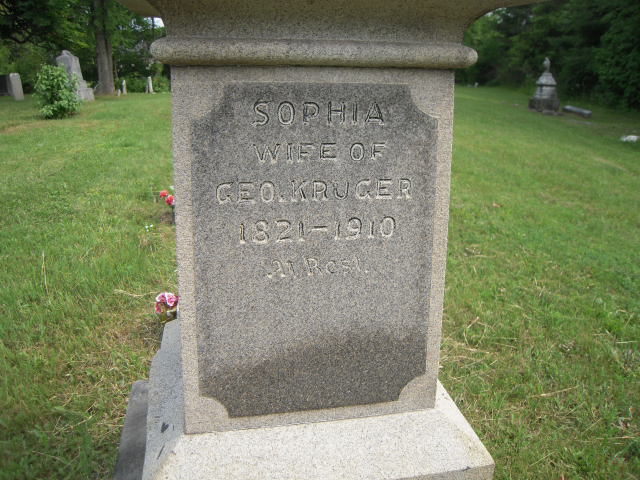 SOPHIA
WIFE OF
GEO. KRUGER
1821-1910
At Rest.